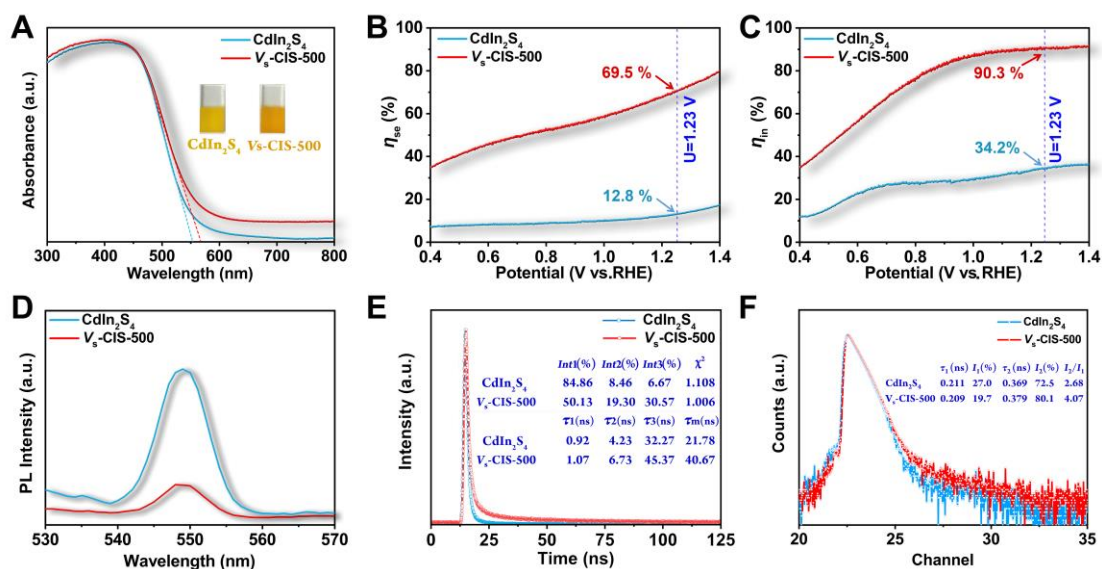 A
CdIn₂S₄
Vₛ-CIS-500
CdIn₂S₄ Vs-CIS-500
Absorbance (a.u.)
300 400 500 600 700 800
Wavelength (nm)
B
CdIn₂S₄
Vₛ-CIS-500
100
80
60
40
20
0
69.5 %
12.8 %
U=1.23 V
ηse (%)
0.4 0.6 0.8 1.0 1.2 1.4
Potential (V vs.RHE)
C
CdIn₂S₄
Vₛ-CIS-500
100
80
60
40
20
0
90.3 %
34.2%
U=1.23 V
ηin (%)
0.4 0.6 0.8 1.0 1.2 1.4
Potential (V vs.RHE)
D
CdIn₂S₄
Vₛ-CIS-500
PL Intensity (a.u.)
530 540 550 560 570
Wavelength (nm)
E
CdIn₂S₄
Vₛ-CIS-500
Int1(%) Int2(%) Int3(%) χ²
CdIn₂S₄ 84.86 8.46 6.67 1.108
Vₛ-CIS-500 50.13 19.30 30.57 1.006
τ1(ns) τ2(ns) τ3(ns) τm(ns)
CdIn₂S₄ 0.92 4.23 32.27 21.78
Vₛ-CIS-500 1.07 6.73 45.37 40.67
Intensity (a.u.)
0 25 50 75 100 125
Time (ns)
F
CdIn₂S₄
Vₛ-CIS-500
τ₁(ns) I₁(%) τ₂(ns) I₂(%) I₂/I₁
CdIn₂S₄ 0.211 27.0 0.369 72.5 2.68
Vₛ-CIS-500 0.209 19.7 0.379 80.1 4.07
Counts (a.u.)
20 25 30 35
Channel